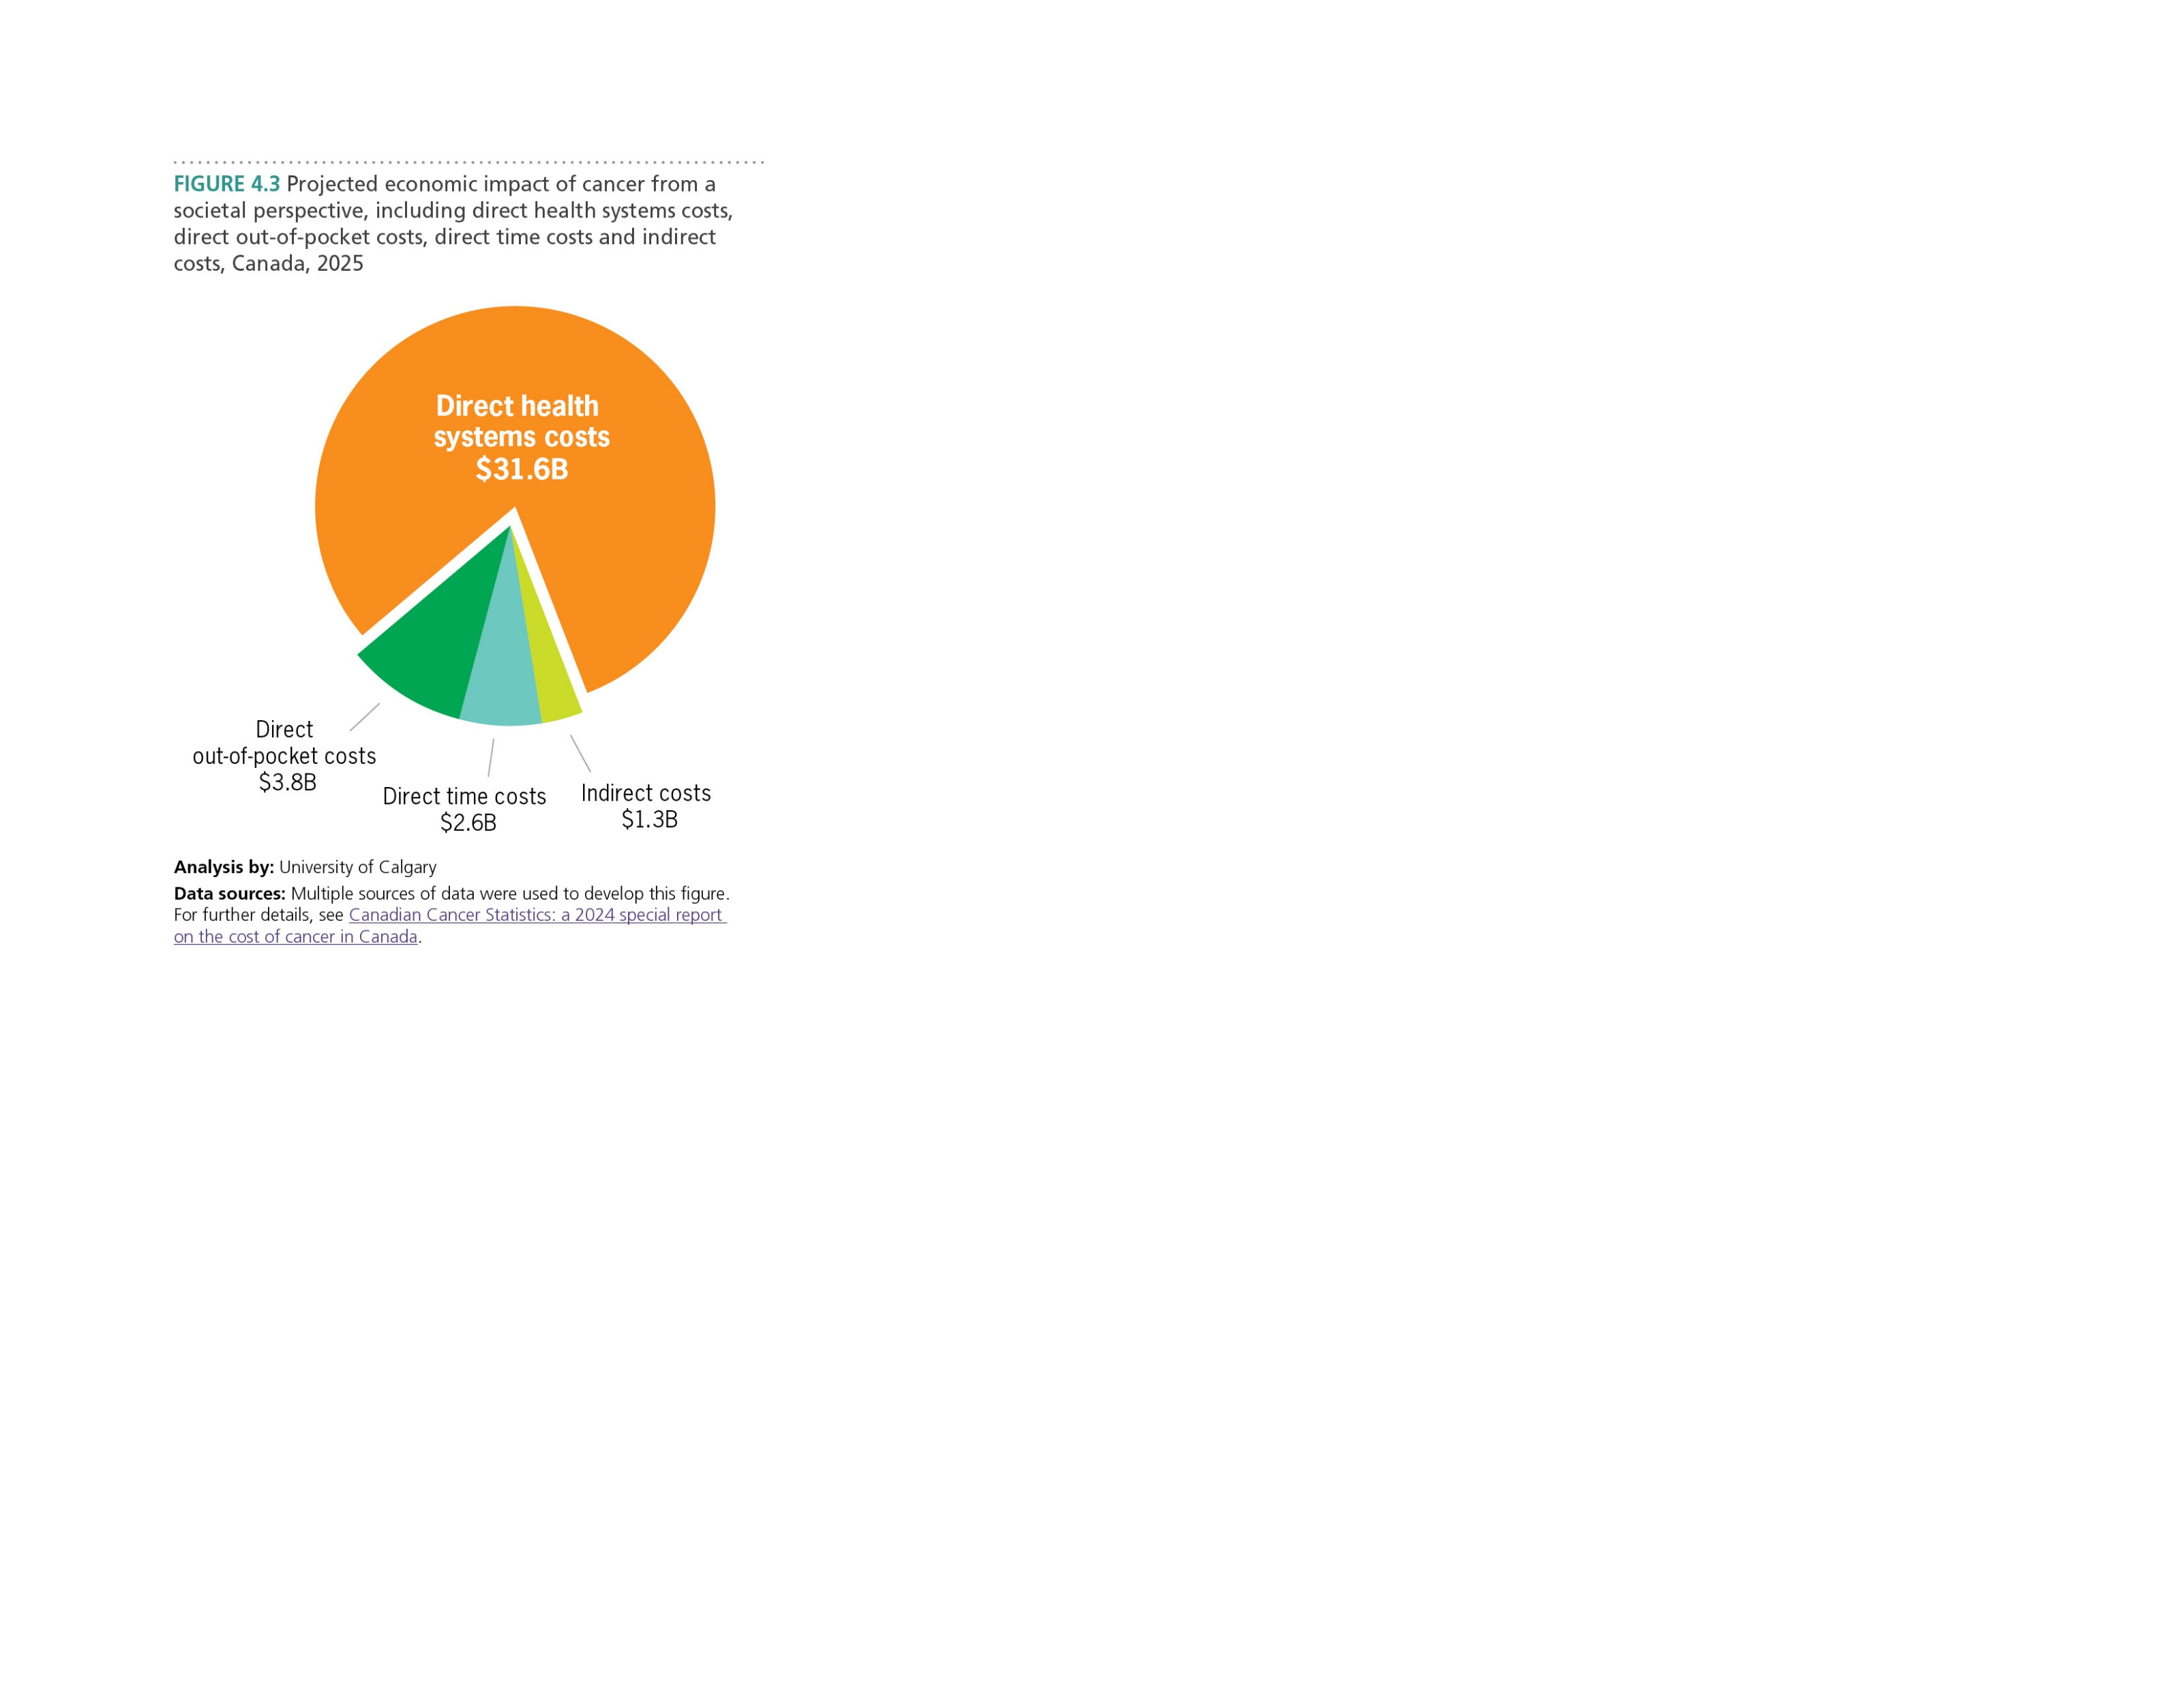 FIGURE 4.3 Projected economic impact of cancer from a
societal perspective, including direct health systems costs,
direct out-of-pocket costs, direct time costs and indirect
costs, Canada, 2025
Direct health
systems costs
$31.6B
Direct
out-of-pocket costs
$3.8B
Direct time costs
$2.6B
Indirect costs
$1.3B
Analysis by: University of Calgary
Data sources: Multiple sources of data were used to develop this figure.
For further details, see Canadian Cancer Statistics: a 2024 special report
on the cost of cancer in Canada.